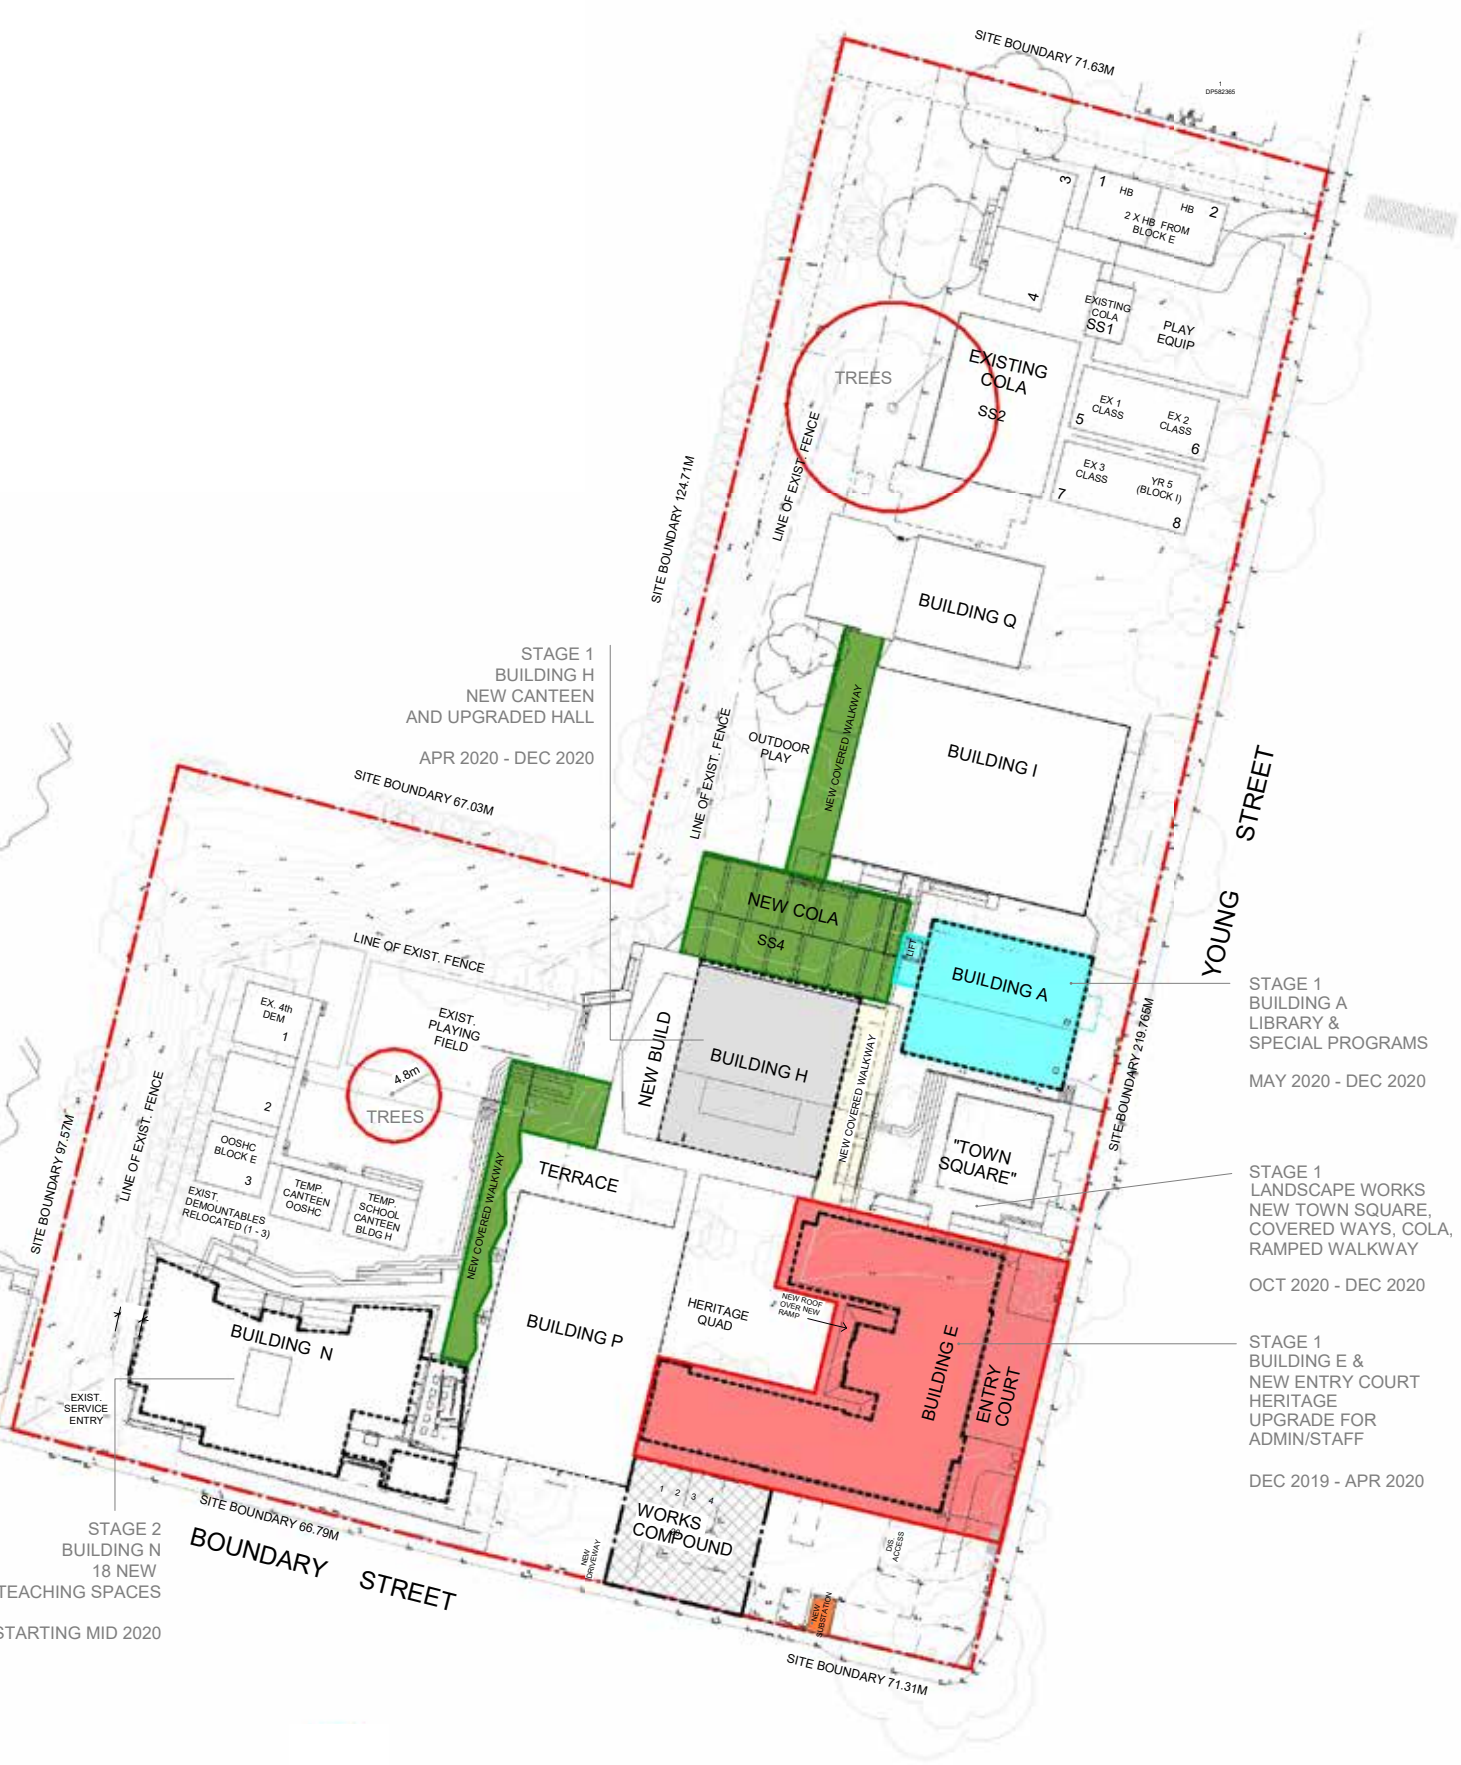 SITE BOUNDARY 71.63M
1
DP582365
3
1
HB
HB
2
2 X HB FROM
BLOCK E
4
EXISTING
COLA
SS1
PLAY
EQUIP
TREES
EXISTING
COLA
SS2
EX 1
CLASS
5
EX 2
CLASS
6
EX 3
CLASS
7
YR 5
(BLOCK I)
8
LINE OF EXIST. FENCE
SITE BOUNDARY 124.71M
BUILDING Q
STAGE 1
BUILDING H
NEW CANTEEN
AND UPGRADED HALL
APR 2020 - DEC 2020
LINE OF EXIST. FENCE
OUTDOOR
PLAY
NEW COVERED WALKWAY
BUILDING I
YOUNG STREET
SITE BOUNDARY 67.03M
NEW COLA
SS4
LIFT
BUILDING A
STAGE 1
BUILDING A
LIBRARY &
SPECIAL PROGRAMS
MAY 2020 - DEC 2020
SITE BOUNDARY 219.765M
LINE OF EXIST. FENCE
EX. 4th
DEM
1
EXIST.
PLAYING
FIELD
NEW BUILD
BUILDING H
NEW COVERED WALKWAY
4.8m
TREES
2
OOSHC
BLOCK E
3
TEMP
CANTEEN
OOSHC
TEMP
SCHOOL
CANTEEN
BLDG H
EXIST.
DEMOUNTABLES
RELOCATED (1 - 3)
LINE OF EXIST. FENCE
SITE BOUNDARY 97.57M
NEW COVERED WALKWAY
TERRACE
"TOWN
SQUARE"
STAGE 1
LANDSCAPE WORKS
NEW TOWN SQUARE,
COVERED WAYS, COLA,
RAMPED WALKWAY
OCT 2020 - DEC 2020
BUILDING N
BUILDING P
HERITAGE
QUAD
NEW ROOF
OVER NEW
RAMP
BUILDING E
ENTRY
COURT
STAGE 1
BUILDING E &
NEW ENTRY COURT
HERITAGE
UPGRADE FOR
ADMIN/STAFF
DEC 2019 - APR 2020
EXIST.
SERVICE
ENTRY
STAGE 2
BUILDING N
18 NEW
TEACHING SPACES
STARTING MID 2020
SITE BOUNDARY 66.79M
BOUNDARY STREET
1 2 3 4
WORKS
COMPOUND
NEW
DRIVEWAY
DIS.
ACCESS
NEW
SUBSTATION
SITE BOUNDARY 71.31M